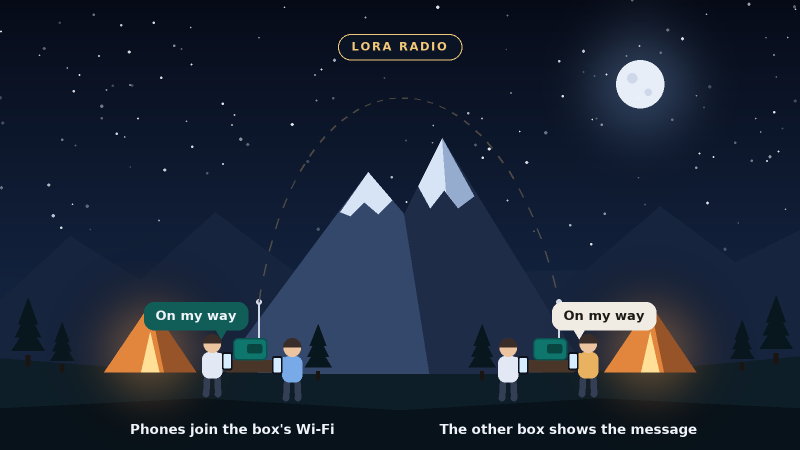 LORA RADIO
On my way
On my way
Phones join the box's Wi-Fi
The other box shows the message